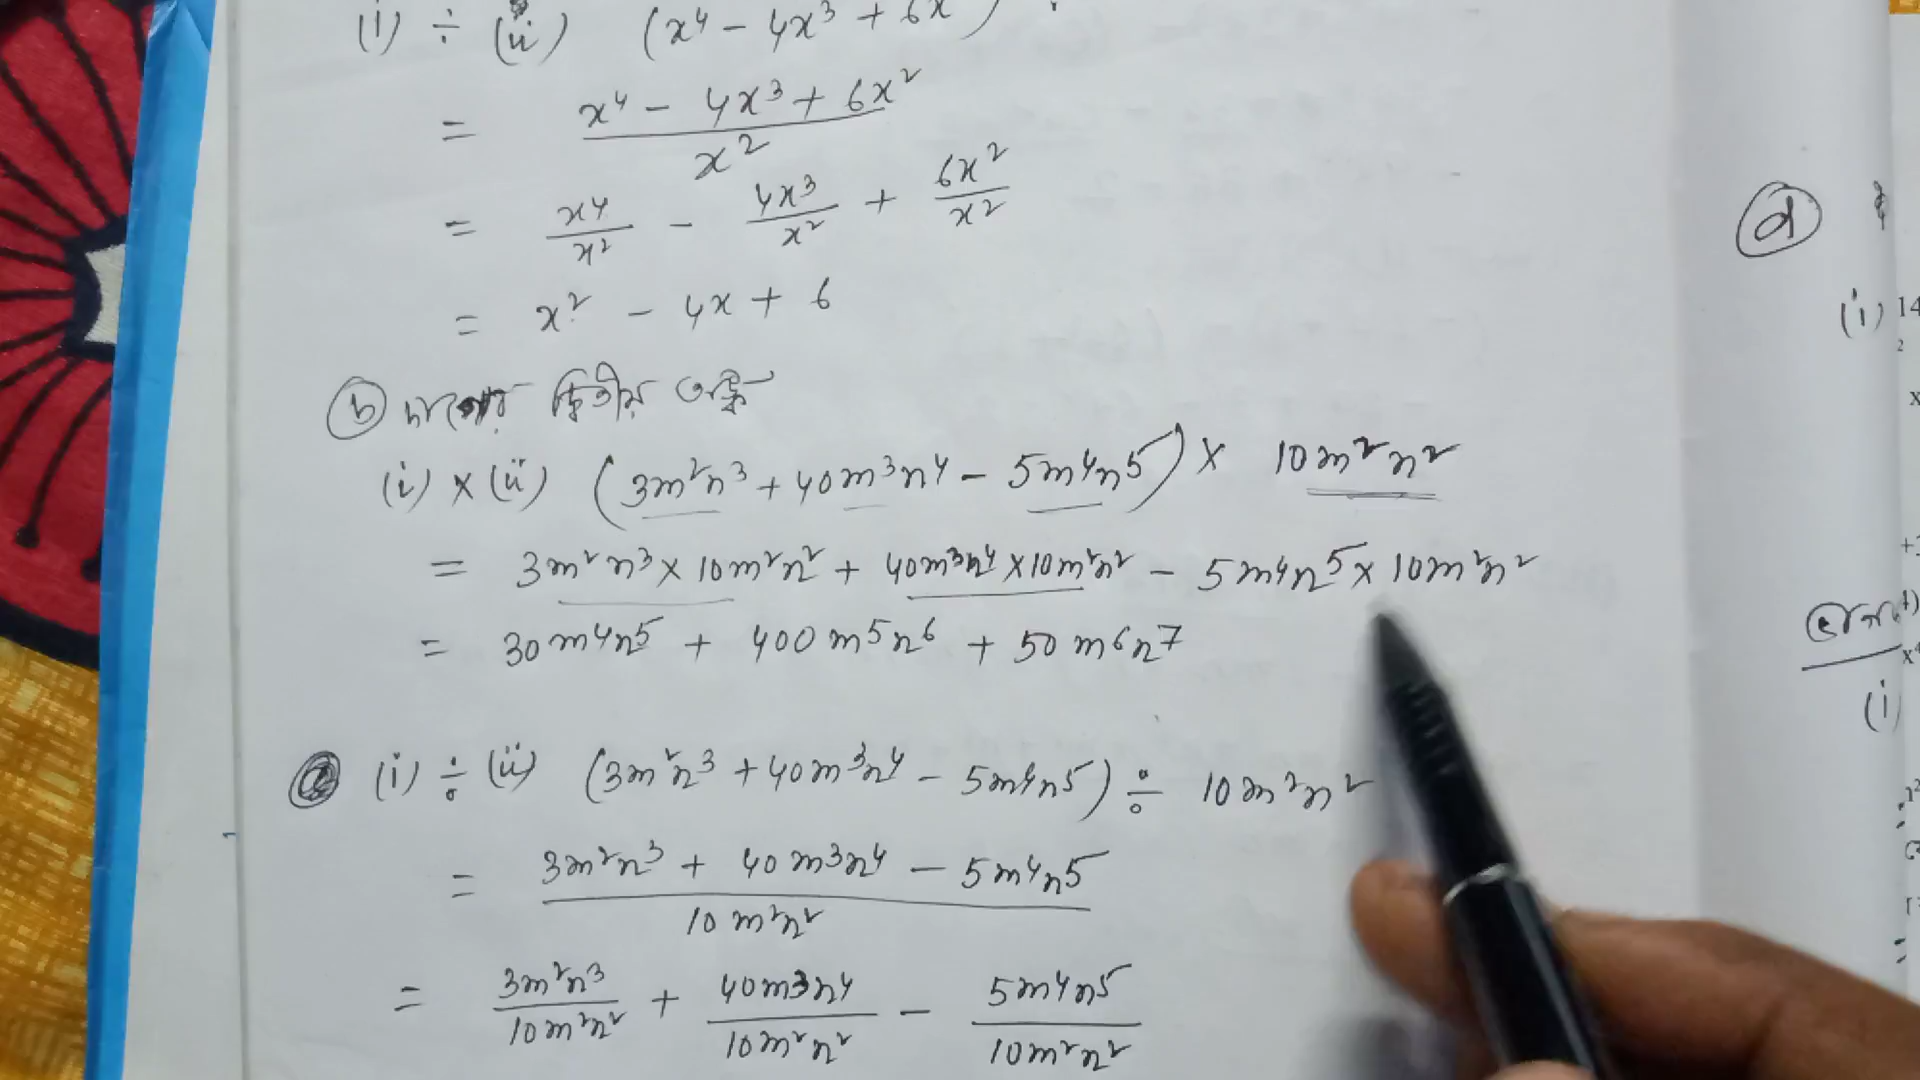 (i) ÷ (ii) (x⁴ - 4x³ + 6x
= x⁴ - 4x³ + 6x² / x²
= x⁴/x² - 4x³/x² + 6x²/x²
= x² - 4x + 6
(b) দ্বিতীয় অঙ্ক
(i) × (ii) (3m²n³ + 40m³n⁴ - 5m⁴n⁵) × 10m²n²
= 3m²n³ × 10m²n² + 40m³n⁴ × 10m²n² - 5m⁴n⁵ × 10m²n²
= 30m⁴n⁵ + 400m⁵n⁶ + 50m⁶n⁷
(i) ÷ (ii) (3m²n³ + 40m³n⁴ - 5m⁴n⁵) ÷ 10m²n²
= 3m²n³ + 40m³n⁴ - 5m⁴n⁵ / 10m²n²
= 3m²n³/10m²n² + 40m³n⁴/10m²n² - 5m⁴n⁵/10m²n²
(d)
(i) 14
2
x
(i)